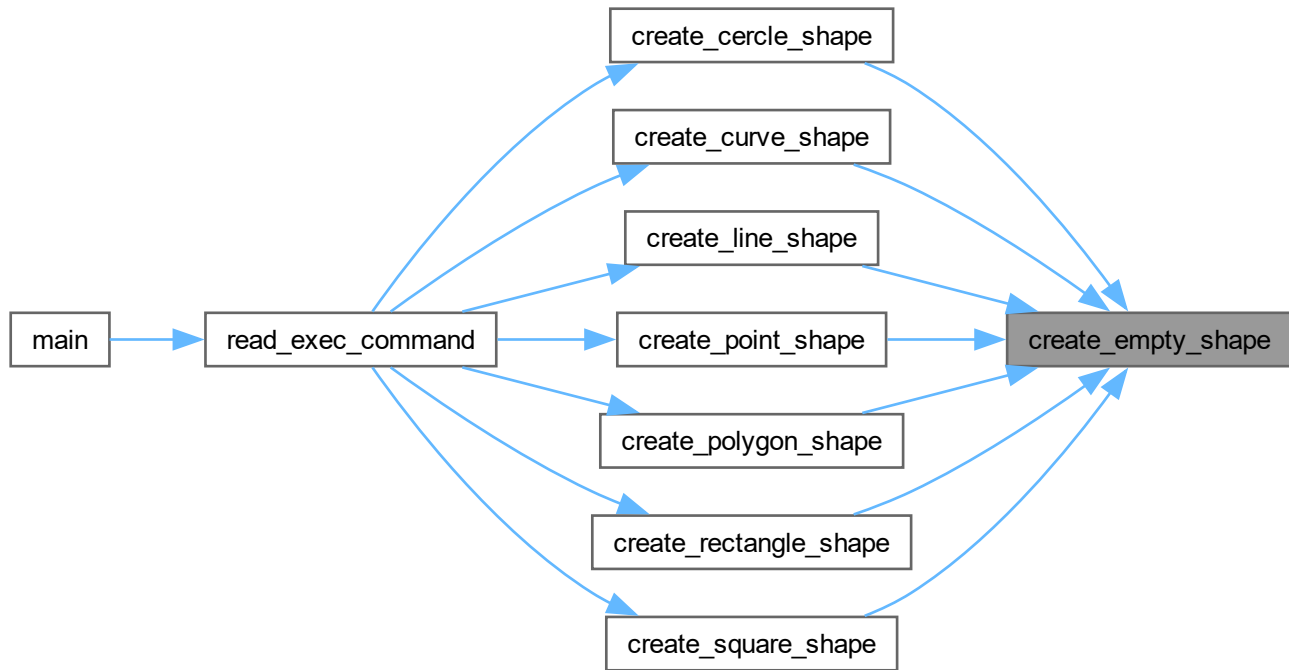 create_cercle_shape
create_curve_shape
create_line_shape
main
read_exec_command
create_point_shape
create_empty_shape
create_polygon_shape
create_rectangle_shape
create_square_shape